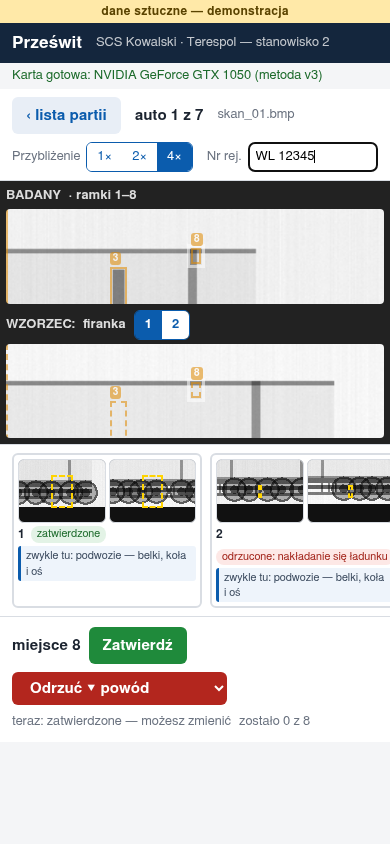 dane sztuczne — demonstracja
Prześwit SCS Kowalski · Terespol — stanowisko 2
Karta gotowa: NVIDIA GeForce GTX 1050 (metoda v3)
‹ lista partii auto 1 z 7 skan_01.bmp
Przybliżenie 1× 2× 4× Nr rej. WL 12345
BADANY · ramki 1–8
8
3
WZORZEC: firanka 1 2
8
3
1 zatwierdzone
zwykle tu: podwozie — belki, koła
i oś
2
odrzucone: nakładanie się ładunku
zwykle tu: podwozie — belki, koła
i oś
miejsce 8 Zatwierdź
Odrzuć ▾ powód
teraz: zatwierdzone — możesz zmienić zostało 0 z 8